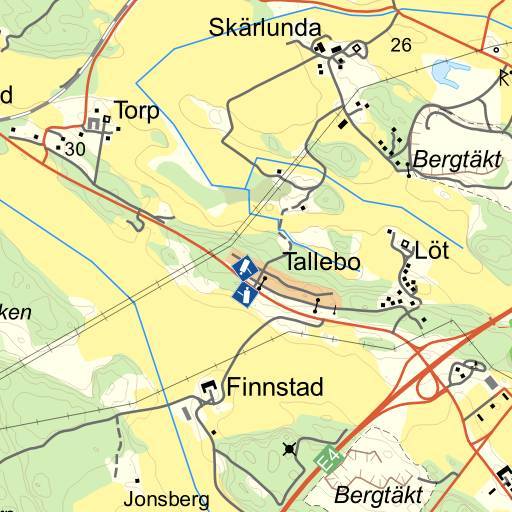 Skärlunda
26
d
Torp
30
Bergtäkt
Tallebo
Löt
ken
Finnstad
E4
Jonsberg
Bergtäkt